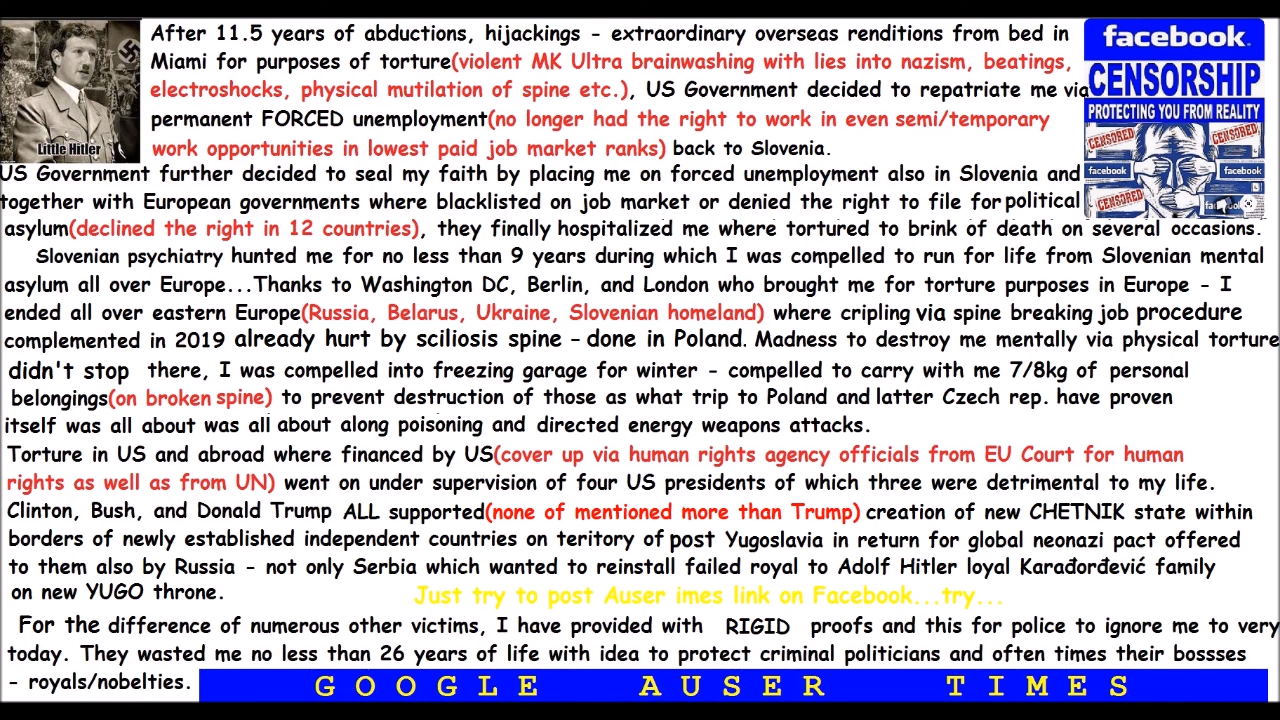 After 11.5 years of abductions, hijackings - extraordinary overseas renditions from bed in
Miami for purposes of torture(violent MK Ultra brainwashing with lies into nazism, beatings,
electroshocks, physical mutilation of spine etc.), US Government decided to repatriate me via
permanent FORCED unemployment(no longer had the right to work in even semi/temporary
work opportunities in lowest paid job market ranks) back to Slovenia.
Little Hitler
facebook
CENSORSHIP
PROTECTING YOU FROM REALITY
CENSORED
CENSORED
facebook
facebook
CENSORED
US Government further decided to seal my faith by placing me on forced unemployment also in Slovenia and
together with European governments where blacklisted on job market or denied the right to file for political
asylum(declined the right in 12 countries), they finally hospitalized me where tortured to brink of death on several occasions.
Slovenian psychiatry hunted me for no less than 9 years during which I was compelled to run for life from Slovenian mental
asylum all over Europe...Thanks to Washington DC, Berlin, and London who brought me for torture purposes in Europe - I
ended all over eastern Europe(Russia, Belarus, Ukraine, Slovenian homeland) where cripling via spine breaking job procedure
complemented in 2019 already hurt by sciliosis spine - done in Poland. Madness to destroy me mentally via physical torture
didn't stop there, I was compelled into freezing garage for winter - compelled to carry with me 7/8kg of personal
belongings(on broken spine) to prevent destruction of those as what trip to Poland and latter Czech rep. have proven
itself was all about was all about along poisoning and directed energy weapons attacks.
Torture in US and abroad where financed by US(cover up via human rights agency officials from EU Court for human
rights as well as from UN) went on under supervision of four US presidents of which three were detrimental to my life.
Clinton, Bush, and Donald Trump ALL supported(none of mentioned more than Trump) creation of new CHETNIK state within
borders of newly established independent countries on teritory of post Yugoslavia in return for global neonazi pact offered
to them also by Russia - not only Serbia which wanted to reinstall failed royal to Adolf Hitler loyal Karađorđević family
on new YUGO throne.
Just try to post Auser imes link on Facebook...try...
For the difference of numerous other victims, I have provided with RIGID proofs and this for police to ignore me to very
today. They wasted me no less than 26 years of life with idea to protect criminal politicians and often times their bossses
- royals/nobelties.
GOOGLE AUSER TIMES